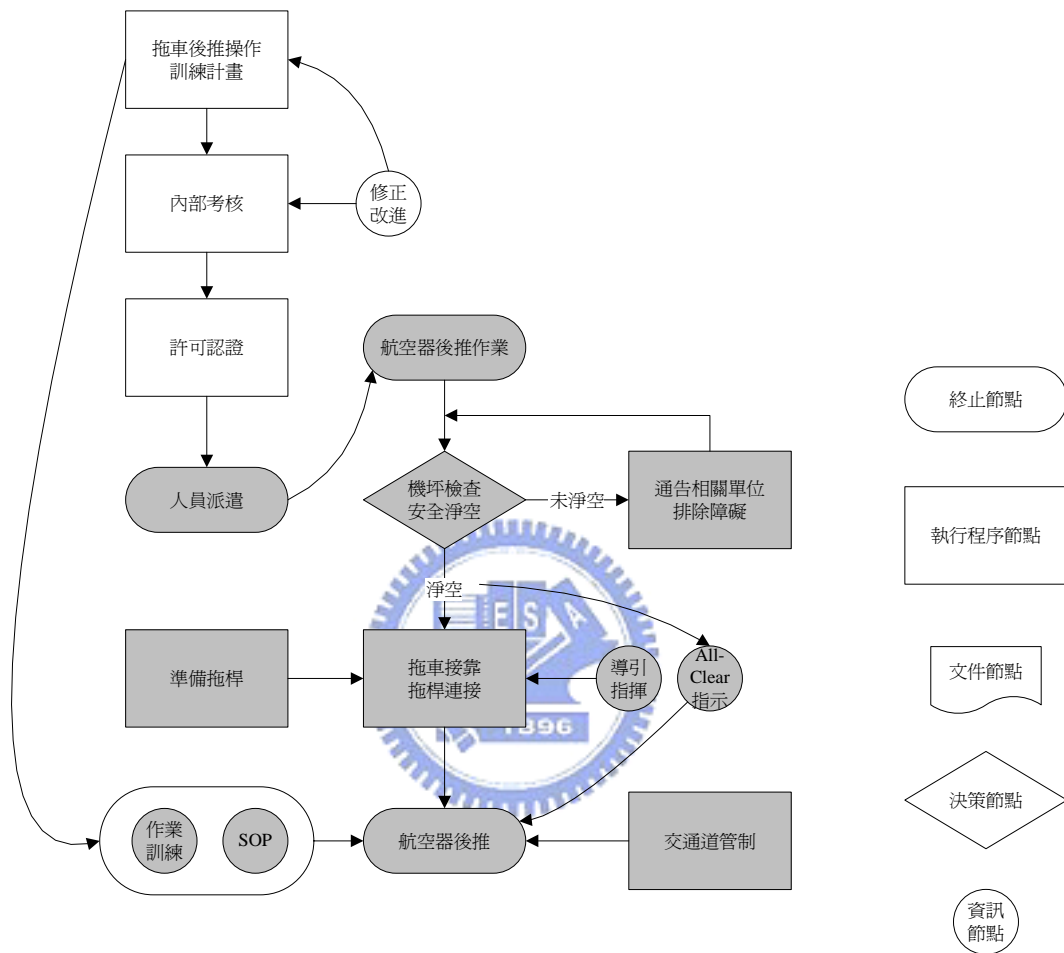 拖車後推操作
訓練計畫
內部考核
修正
改進
許可認證
航空器後推作業
人員派遣
機坪檢查
安全淨空
未淨空
通告相關單位
排除障礙
淨空
準備拖桿
拖車接靠
拖桿連接
導引
指揮
All-
Clear
指示
作業
訓練
SOP
航空器後推
交通道管制
終止節點
執行程序節點
文件節點
決策節點
資訊
節點
ESA
1896